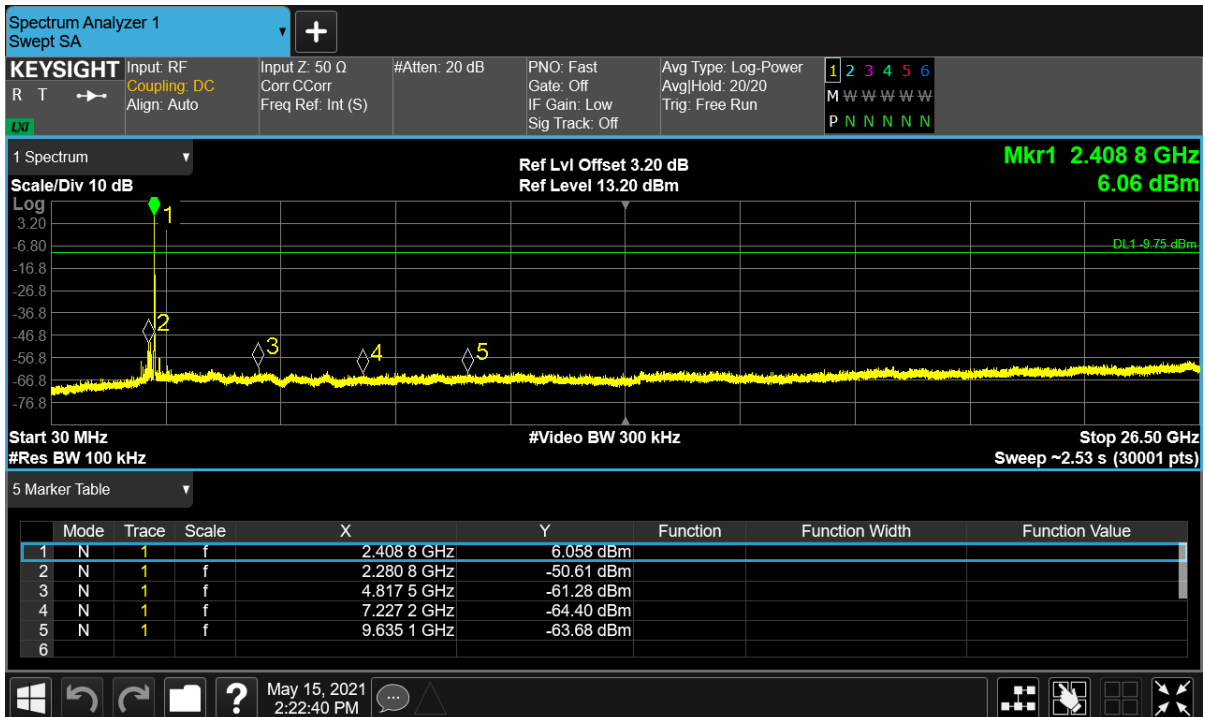 Spectrum Analyzer 1
Swept SA
+
KEYSIGHT
R T
LXI
Input: RF
Coupling: DC
Align: Auto
Input Z: 50 Ω
Corr CCorr
Freq Ref: Int (S)
#Atten: 20 dB
PNO: Fast
Gate: Off
IF Gain: Low
Sig Track: Off
Avg Type: Log-Power
Avg|Hold: 20/20
Trig: Free Run
1 2 3 4 5 6
M W W W W W
P N N N N N
1 Spectrum
Scale/Div 10 dB
Ref Lvl Offset 3.20 dB
Ref Level 13.20 dBm
Mkr1 2.408 8 GHz
6.06 dBm
Log
3.20
-6.80
-16.8
-26.8
-36.8
-46.8
-56.8
-66.8
-76.8
1
2
3
4
5
DL1 -9.75 dBm
Start 30 MHz
#Video BW 300 kHz
Stop 26.50 GHz
#Res BW 100 kHz
Sweep ~2.53 s (30001 pts)
5 Marker Table
Mode Trace Scale X Y Function Function Width Function Value
1 N 1 f 2.408 8 GHz 6.058 dBm
2 N 1 f 2.280 8 GHz -50.61 dBm
3 N 1 f 4.817 5 GHz -61.28 dBm
4 N 1 f 7.227 2 GHz -64.40 dBm
5 N 1 f 9.635 1 GHz -63.68 dBm
6
?
May 15, 2021
2:22:40 PM